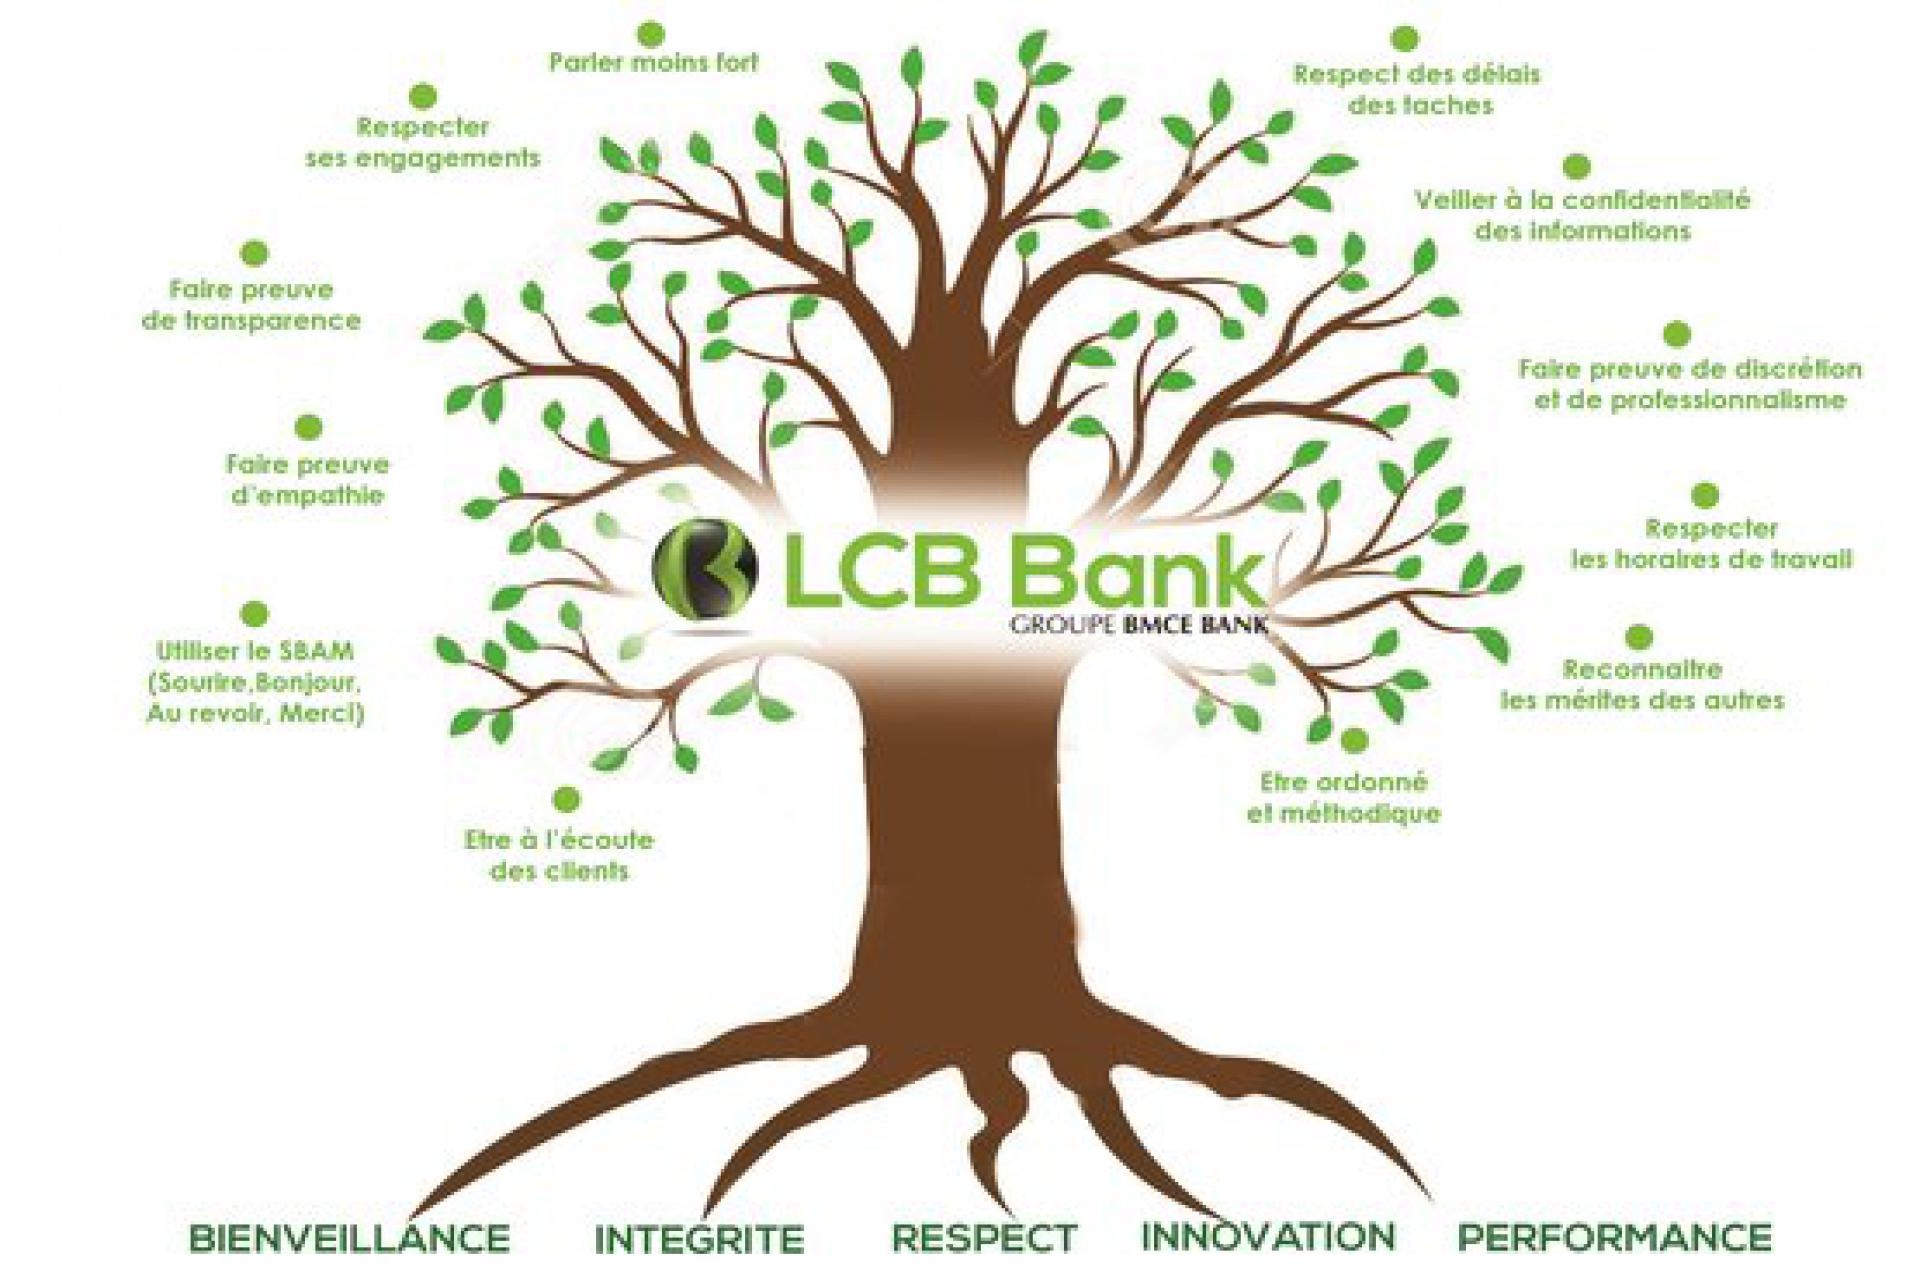 Parler moins fort
Respecter
ses engagements
Faire preuve
de transparence
Faire preuve
d'empathie
Utiliser le SBAM
(Sourire,Bonjour,
Au revoir, Merci)
Etre à l'écoute
des clients
Respect des délais
des taches
Veiller à la confidentialité
des informations
Faire preuve de discrétion
et de professionnalisme
Respecter
les horaires de travail
Reconnaitre
les mérites des autres
Etre ordonné
et méthodique
LCB Bank
GROUPE BMCE BANK
BIENVEILLANCE INTEGRITE RESPECT INNOVATION PERFORMANCE